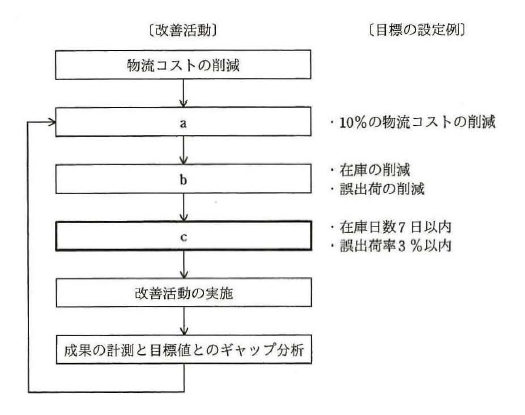 〔改善活動〕 〔目標の設定例〕
物流コストの削減
a ・10%の物流コストの削減
b ・在庫の削減
・誤出荷の削減
c ・在庫日数7日以内
・誤出荷率3%以内
改善活動の実施
成果の計測と目標値とのギャップ分析